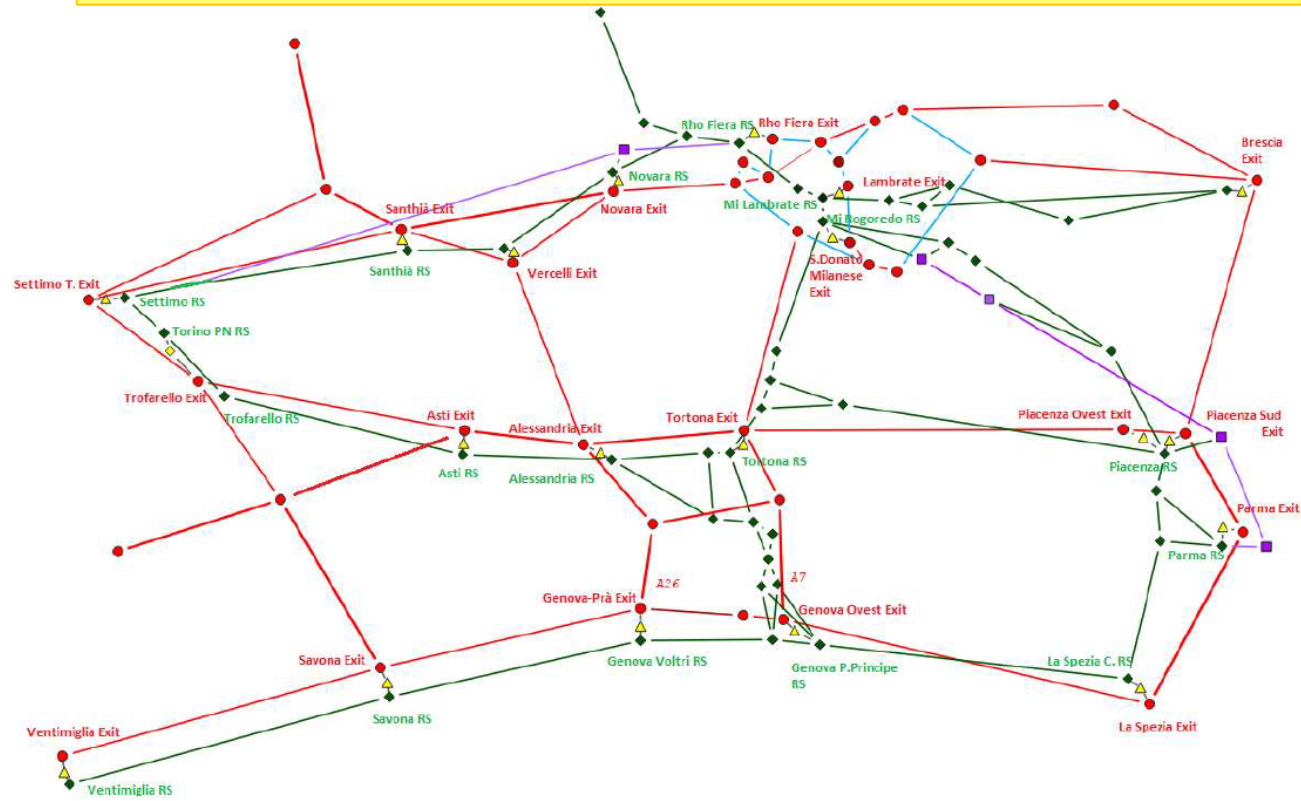 Rho Fiera RS
Rho Fiera Exit
Brescia
Exit
Novara RS
Lambrate Exit
Mi Lambrate RS
Novara Exit
Santhià Exit
Mi Rogoredo RS
Santhià RS
Vercelli Exit
S.Donato
Milanese
Exit
Settimo T. Exit
Settimo RS
Torino PN RS
Trofarello Exit
Trofarello RS
Asti Exit
Alessandria Exit
Tortona Exit
Piacenza Ovest Exit
Piacenza Sud
Exit
Asti RS
Alessandria RS
Tortona RS
Piacenza RS
Parma Exit
Parma RS
A26
A7
Genova-Prà Exit
Genova Ovest Exit
Savona Exit
Genova Voltri RS
Genova P.Principe
RS
La Spezia C. RS
Savona RS
La Spezia Exit
Ventimiglia Exit
Ventimiglia RS